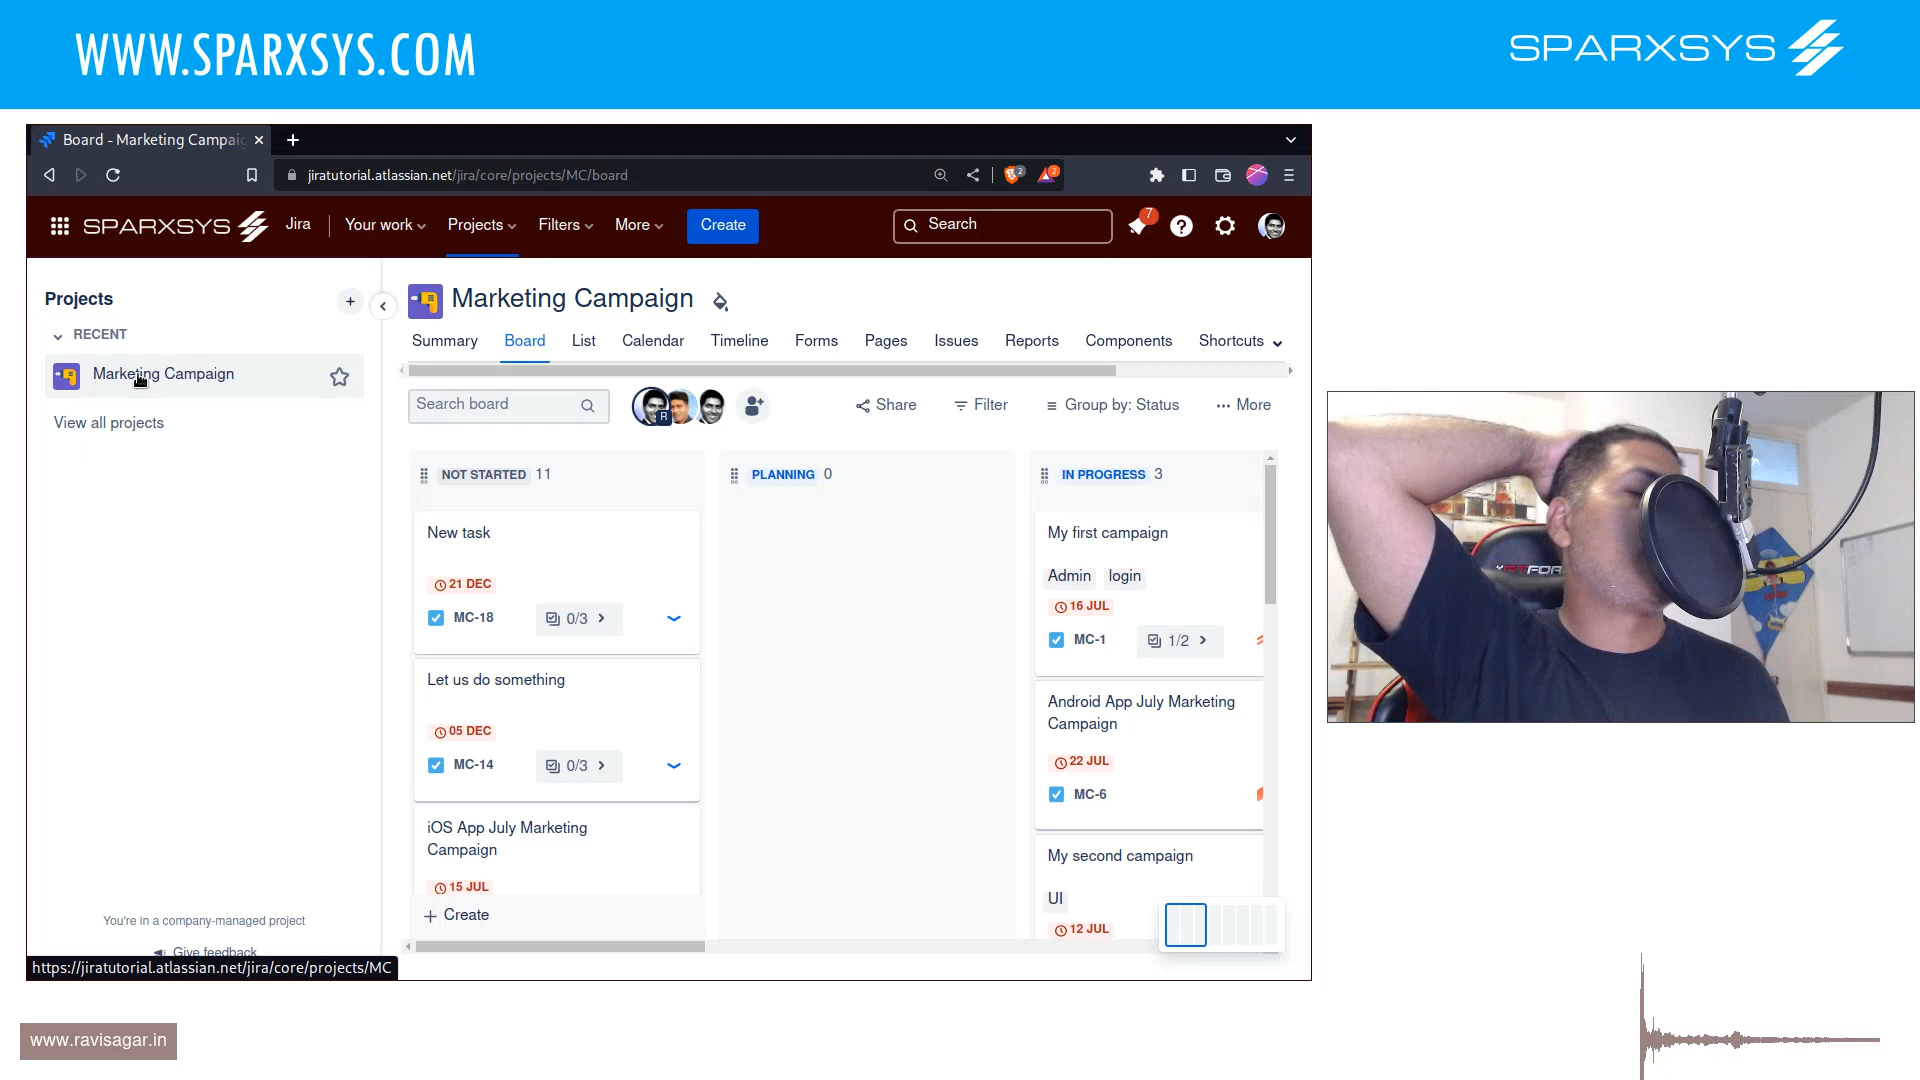 WWW.SPARXSYS.COM
SPARXSYS
Board - Marketing Campaig
2
2
jiratutorial.atlassian.net/jira/core/projects/MC/board
SPARXSYS
Jira
Your work
Projects
Filters
More
Create
Search
7
Projects
RECENT
Marketing Campaign
View all projects
You're in a company-managed project
Give feedback
https://jiratutorial.atlassian.net/jira/core/projects/MC
Marketing Campaign
Summary
Board
List
Calendar
Timeline
Forms
Pages
Issues
Reports
Components
Shortcuts
Search board
R
Share
Filter
Group by: Status
More
NOT STARTED 11
New task
21 DEC
MC-18
0/3
Let us do something
05 DEC
MC-14
0/3
iOS App July Marketing
Campaign
15 JUL
Create
PLANNING 0
IN PROGRESS 3
My first campaign
Admin login
16 JUL
MC-1
1/2
Android App July Marketing
Campaign
22 JUL
MC-6
My second campaign
UI
12 JUL
www.ravisagar.in